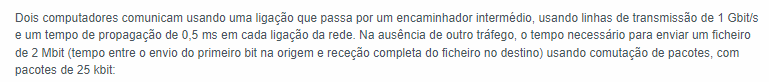 Dois computadores comunicam usando uma ligação que passa por um encaminhador intermédio, usando linhas de transmissão de 1 Gbit/s
e um tempo de propagação de 0,5 ms em cada ligação da rede. Na ausência de outro tráfego, o tempo necessário para enviar um ficheiro
de 2 Mbit (tempo entre o envio do primeiro bit na origem e receção completa do ficheiro no destino) usando comutação de pacotes, com
pacotes de 25 kbit: